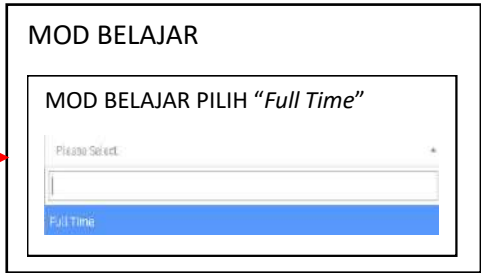 MOD BELAJAR
MOD BELAJAR PILIH “Full Time”
Please Select
Full Time